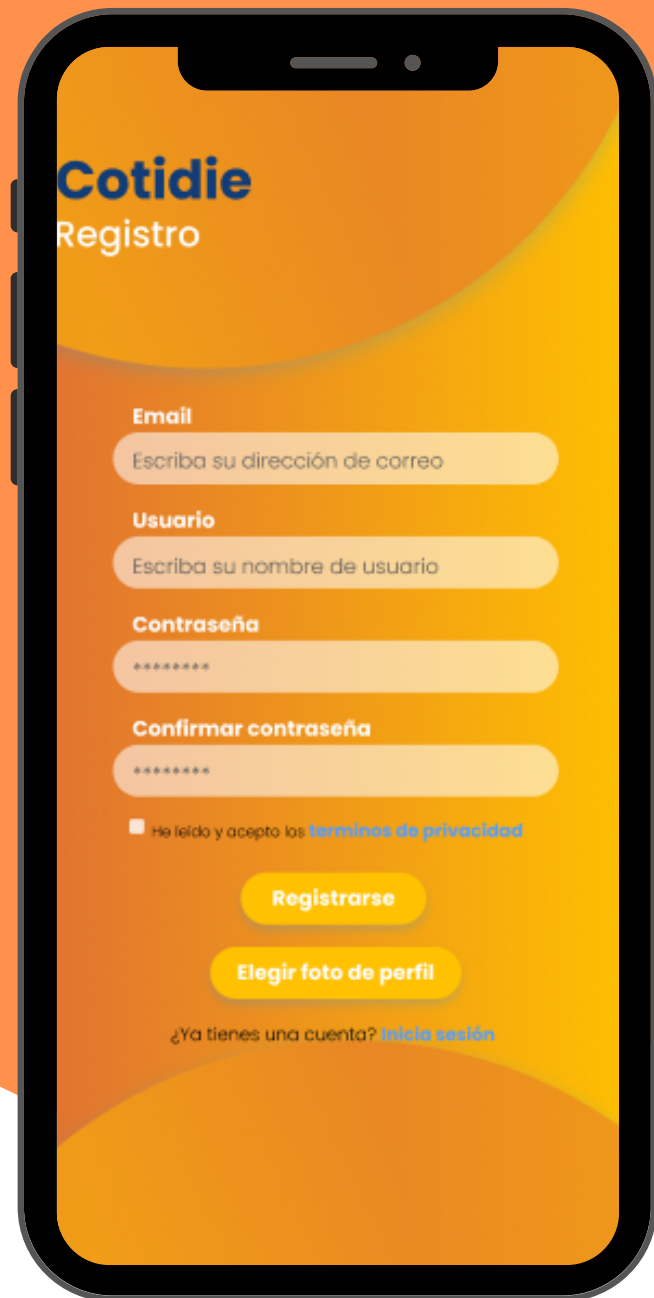 Cotidie
Registro
Email
Escriba su dirección de correo
Usuario
Escriba su nombre de usuario
Contraseña
********
Confirmar contraseña
********
He leído y acepto los terminos de privacidad
Registrarse
Elegir foto de perfil
¿Ya tienes una cuenta? Inicia sesión